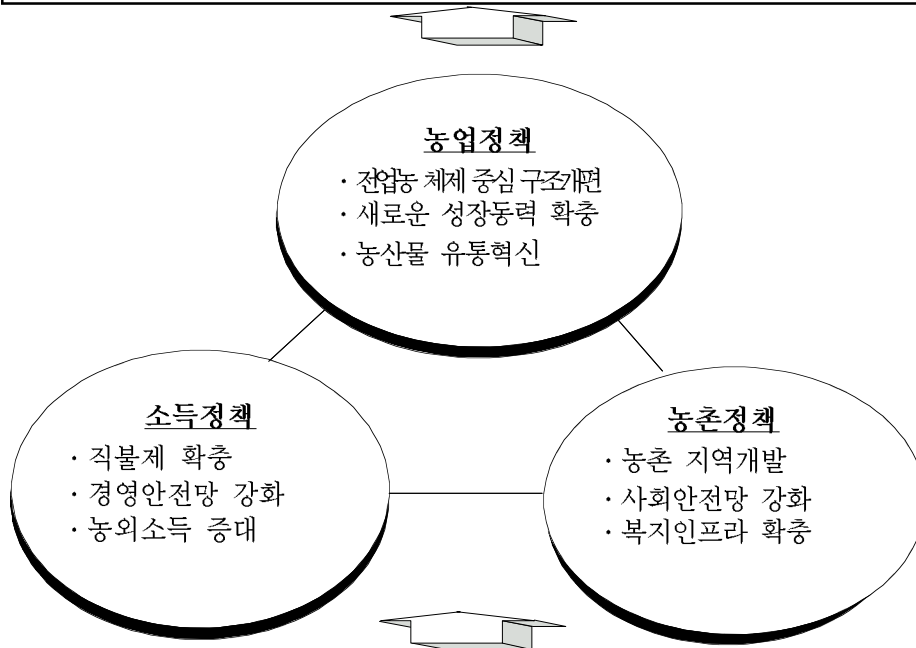 농업정책
· 전업농 체제 중심 구조개편
· 새로운 성장동력 확충
· 농산물 유통혁신
소득정책
· 직불제 확충
· 경영안전망 강화
· 농외소득 증대
농촌정책
· 농촌 지역개발
· 사회안전망 강화
· 복지인프라 확충